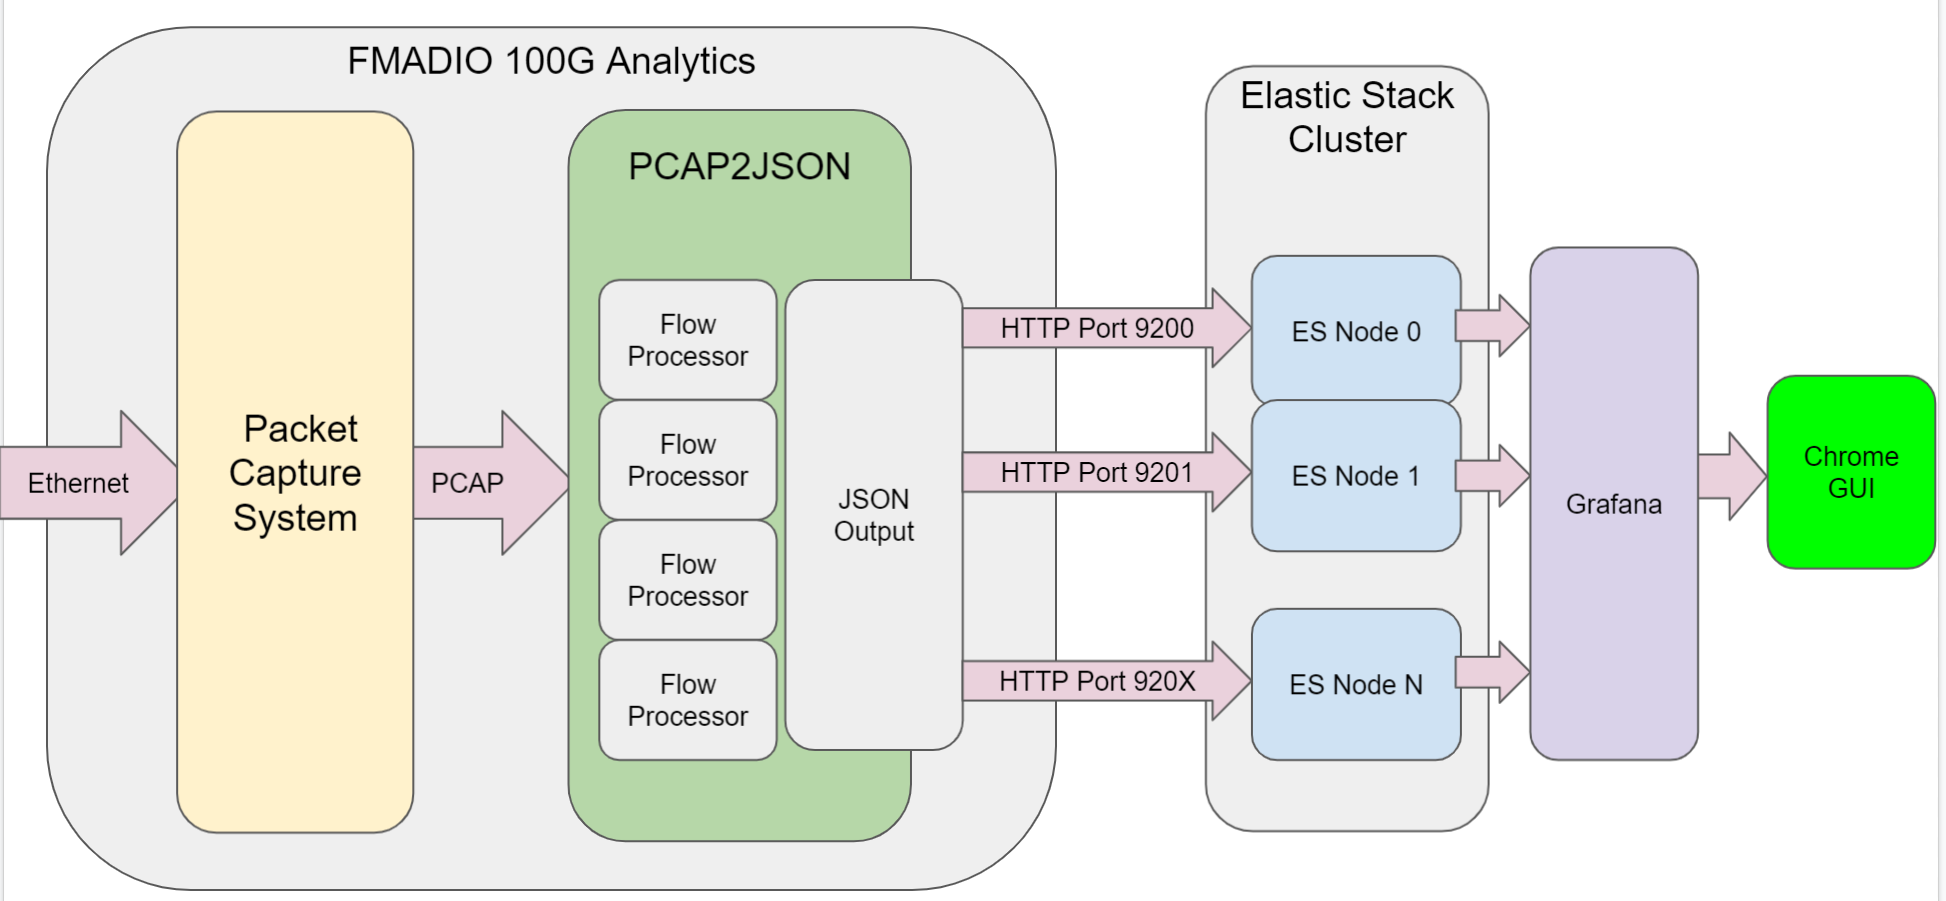 FMADIO 100G Analytics
Ethernet
Packet
Capture
System
PCAP
PCAP2JSON
Flow
Processor
Flow
Processor
Flow
Processor
Flow
Processor
JSON
Output
HTTP Port 9200
HTTP Port 9201
HTTP Port 920X
Elastic Stack
Cluster
ES Node 0
ES Node 1
ES Node N
Grafana
Chrome
GUI